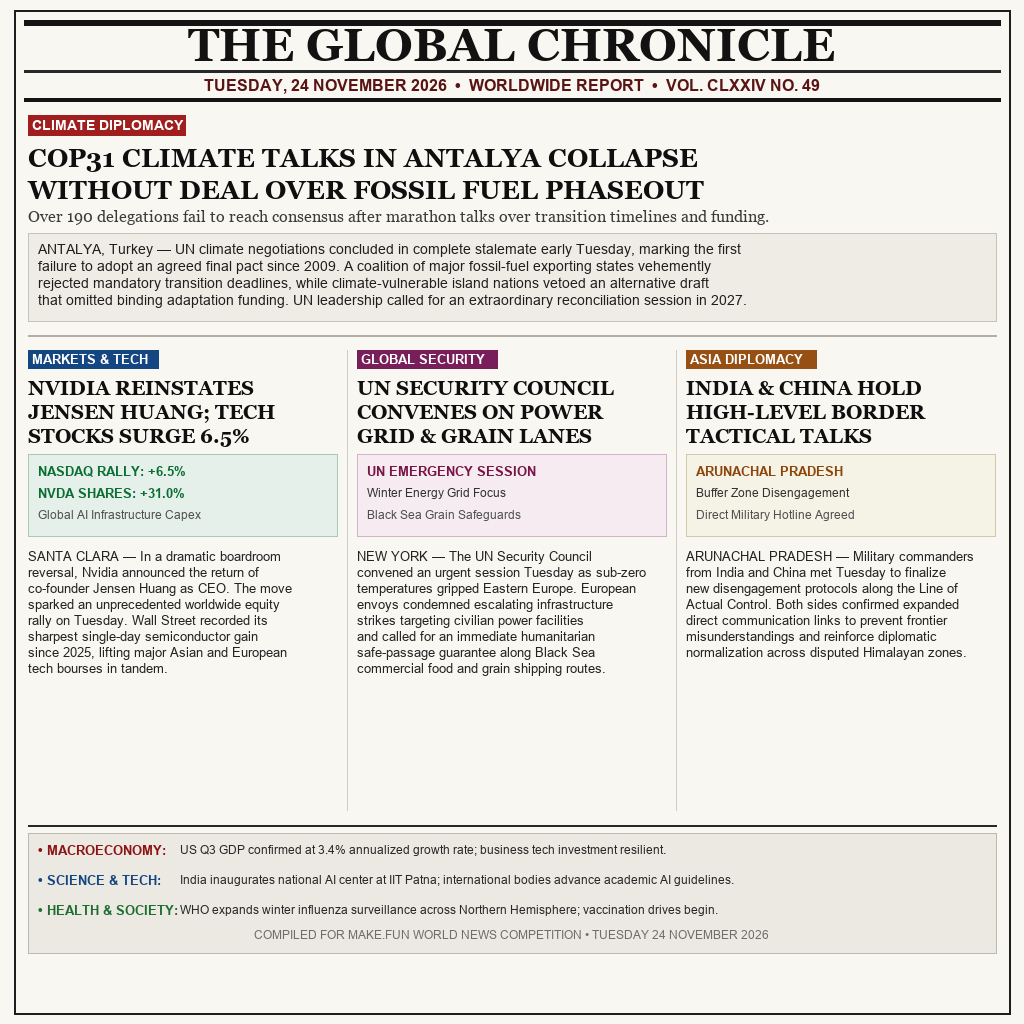 THE GLOBAL CHRONICLE
TUESDAY, 24 NOVEMBER 2026 • WORLDWIDE REPORT • VOL. CLXXIV NO. 49
CLIMATE DIPLOMACY
COP31 CLIMATE TALKS IN ANTALYA COLLAPSE
WITHOUT DEAL OVER FOSSIL FUEL PHASEOUT
Over 190 delegations fail to reach consensus after marathon talks over transition timelines and funding.
ANTALYA, Turkey — UN climate negotiations concluded in complete stalemate early Tuesday, marking the first
failure to adopt an agreed final pact since 2009. A coalition of major fossil-fuel exporting states vehemently
rejected mandatory transition deadlines, while climate-vulnerable island nations vetoed an alternative draft
that omitted binding adaptation funding. UN leadership called for an extraordinary reconciliation session in 2027.
MARKETS & TECH
NVIDIA REINSTATES
JENSEN HUANG; TECH
STOCKS SURGE 6.5%
NASDAQ RALLY: +6.5%
NVDA SHARES: +31.0%
Global AI Infrastructure Capex
SANTA CLARA — In a dramatic boardroom
reversal, Nvidia announced the return of
co-founder Jensen Huang as CEO. The move
sparked an unprecedented worldwide equity
rally on Tuesday. Wall Street recorded its
sharpest single-day semiconductor gain
since 2025, lifting major Asian and European
tech bourses in tandem.
GLOBAL SECURITY
UN SECURITY COUNCIL
CONVENES ON POWER
GRID & GRAIN LANES
UN EMERGENCY SESSION
Winter Energy Grid Focus
Black Sea Grain Safeguards
NEW YORK — The UN Security Council
convened an urgent session Tuesday as sub-zero
temperatures gripped Eastern Europe. European
envoys condemned escalating infrastructure
strikes targeting civilian power facilities
and called for an immediate humanitarian
safe-passage guarantee along Black Sea
commercial food and grain shipping routes.
ASIA DIPLOMACY
INDIA & CHINA HOLD
HIGH-LEVEL BORDER
TACTICAL TALKS
ARUNACHAL PRADESH
Buffer Zone Disengagement
Direct Military Hotline Agreed
ARUNACHAL PRADESH — Military commanders
from India and China met Tuesday to finalize
new disengagement protocols along the Line of
Actual Control. Both sides confirmed expanded
direct communication links to prevent frontier
misunderstandings and reinforce diplomatic
normalization across disputed Himalayan zones.
• MACROECONOMY: US Q3 GDP confirmed at 3.4% annualized growth rate; business tech investment resilient.
• SCIENCE & TECH: India inaugurates national AI center at IIT Patna; international bodies advance academic AI guidelines.
• HEALTH & SOCIETY: WHO expands winter influenza surveillance across Northern Hemisphere; vaccination drives begin.
COMPILED FOR MAKE.FUN WORLD NEWS COMPETITION • TUESDAY 24 NOVEMBER 2026